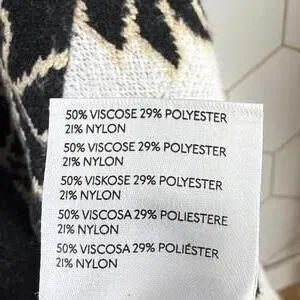 50% VISCOSE 29% POLYESTER
21% NYLON
50% VISCOSE 29% POLYESTER
21% NYLON
50% VISKOSE 29% POLYESTER
21% NYLON
50% VISCOSA 29% POLIESTERE
21% NYLON
50% VISCOSA 29% POLIÉSTER
21% NYLON